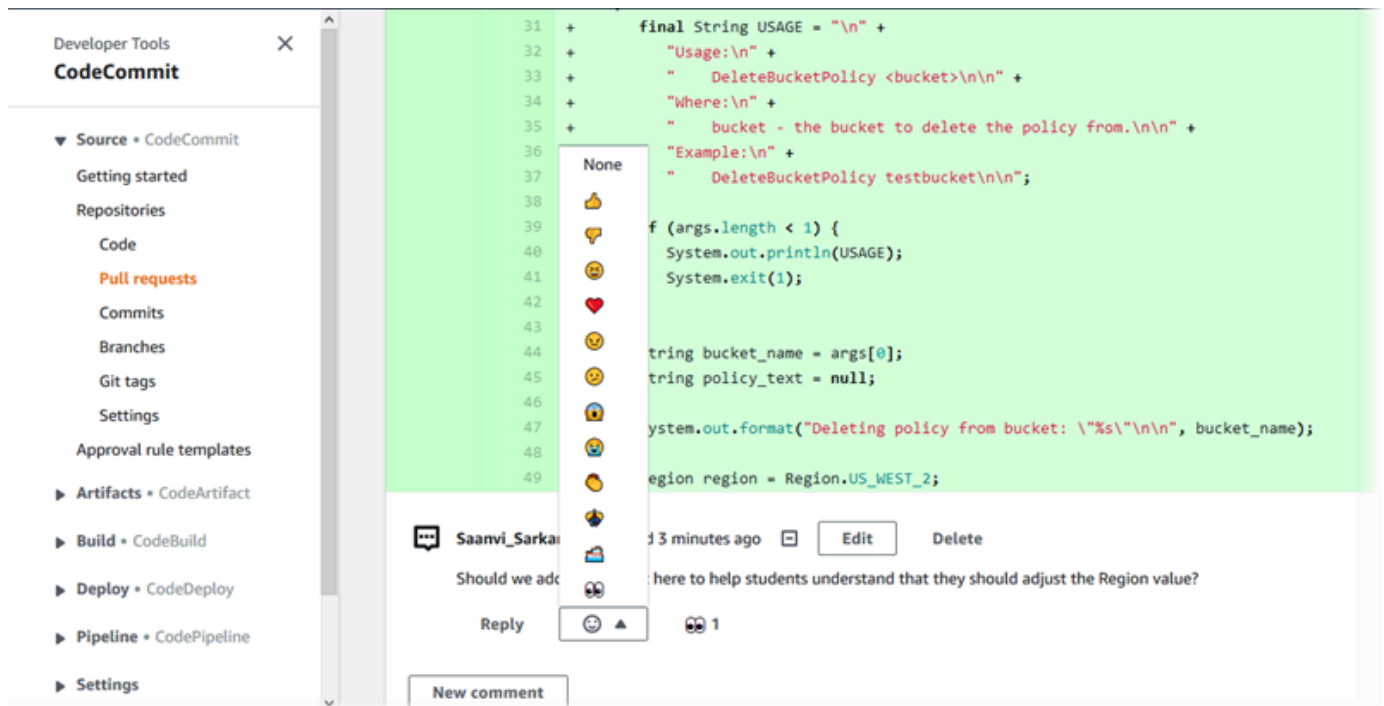 Developer Tools
CodeCommit
Source • CodeCommit
Getting started
Repositories
Code
Pull requests
Commits
Branches
Git tags
Settings
Approval rule templates
Artifacts • CodeArtifact
Build • CodeBuild
Deploy • CodeDeploy
Pipeline • CodePipeline
Settings
31 + final String USAGE = "\n" +
32 + "Usage:\n" +
33 + " DeleteBucketPolicy <bucket>\n\n" +
34 + "Where:\n" +
35 + " bucket - the bucket to delete the policy from.\n\n" +
36 "Example:\n" +
37 " DeleteBucketPolicy testbucket\n\n";
38
39 f (args.length < 1) {
40 System.out.println(USAGE);
41 System.exit(1);
42
43
44 tring bucket_name = args[0];
45 tring policy_text = null;
46
47 ystem.out.format("Deleting policy from bucket: \"%s\"\n\n", bucket_name);
48
49 egion region = Region.US_WEST_2;
None
Saanvi_Sarka 3 minutes ago Edit Delete
Should we add here to help students understand that they should adjust the Region value?
Reply 1
New comment